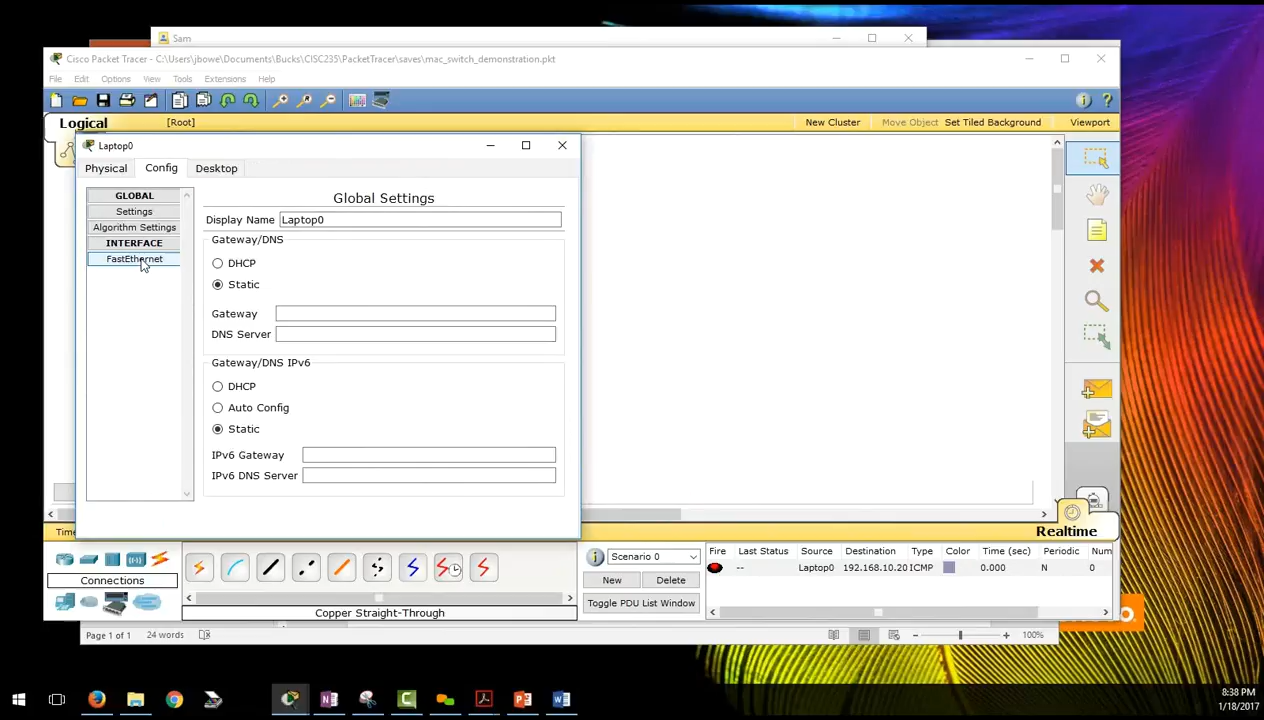 Sam
Cisco Packet Tracer - C:\Users\jbowe\Documents\Bucks\CISC235\PacketTracer\saves\mac_switch_demonstration.pkt
File Edit Options View Tools Extensions Help
Logical [Root] New Cluster Move Object Set Tiled Background Viewport
Laptop0
Physical Config Desktop
GLOBAL
Settings
Algorithm Settings
INTERFACE
FastEthernet
Global Settings
Display Name Laptop0
Gateway/DNS
DHCP
Static
Gateway
DNS Server
Gateway/DNS IPv6
DHCP
Auto Config
Static
IPv6 Gateway
IPv6 DNS Server
Realtime
Connections
Copper Straight-Through
Scenario 0
New Delete
Toggle PDU List Window
Fire Last Status Source Destination Type Color Time (sec) Periodic Num
-- Laptop0 192.168.10.20 ICMP 0.000 N 0
Page 1 of 1 24 words 100%
8:38 PM
1/18/2017